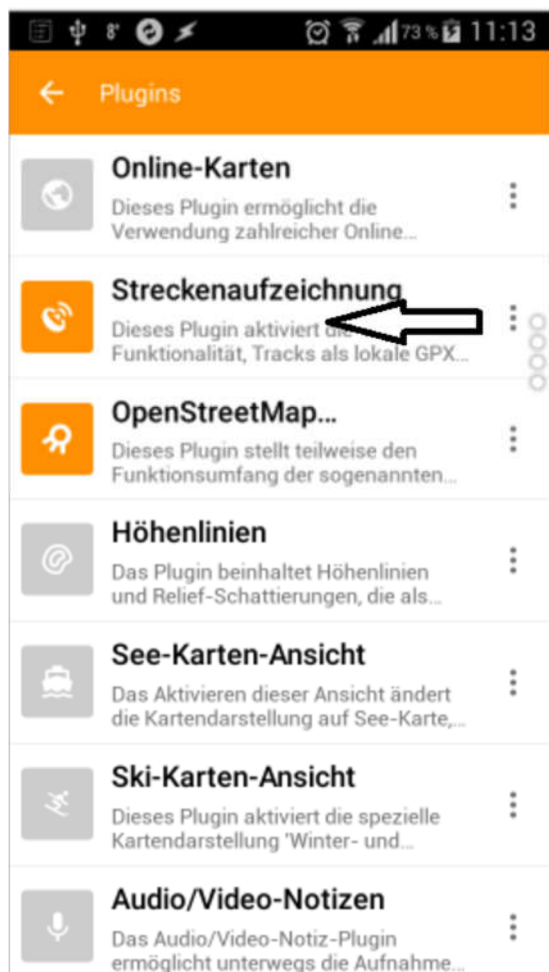 8° 73 % 11:13
Plugins
Online-Karten
Dieses Plugin ermöglicht die
Verwendung zahlreicher Online...
Streckenaufzeichnung
Dieses Plugin aktiviert die
Funktionalität, Tracks als lokale GPX...
OpenStreetMap...
Dieses Plugin stellt teilweise den
Funktionsumfang der sogenannten...
Höhenlinien
Das Plugin beinhaltet Höhenlinien
und Relief-Schattierungen, die als...
See-Karten-Ansicht
Das Aktivieren dieser Ansicht ändert
die Kartendarstellung auf See-Karte,...
Ski-Karten-Ansicht
Dieses Plugin aktiviert die spezielle
Kartendarstellung 'Winter- und...
Audio/Video-Notizen
Das Audio/Video-Notiz-Plugin
ermöglicht unterwegs die Aufnahme...